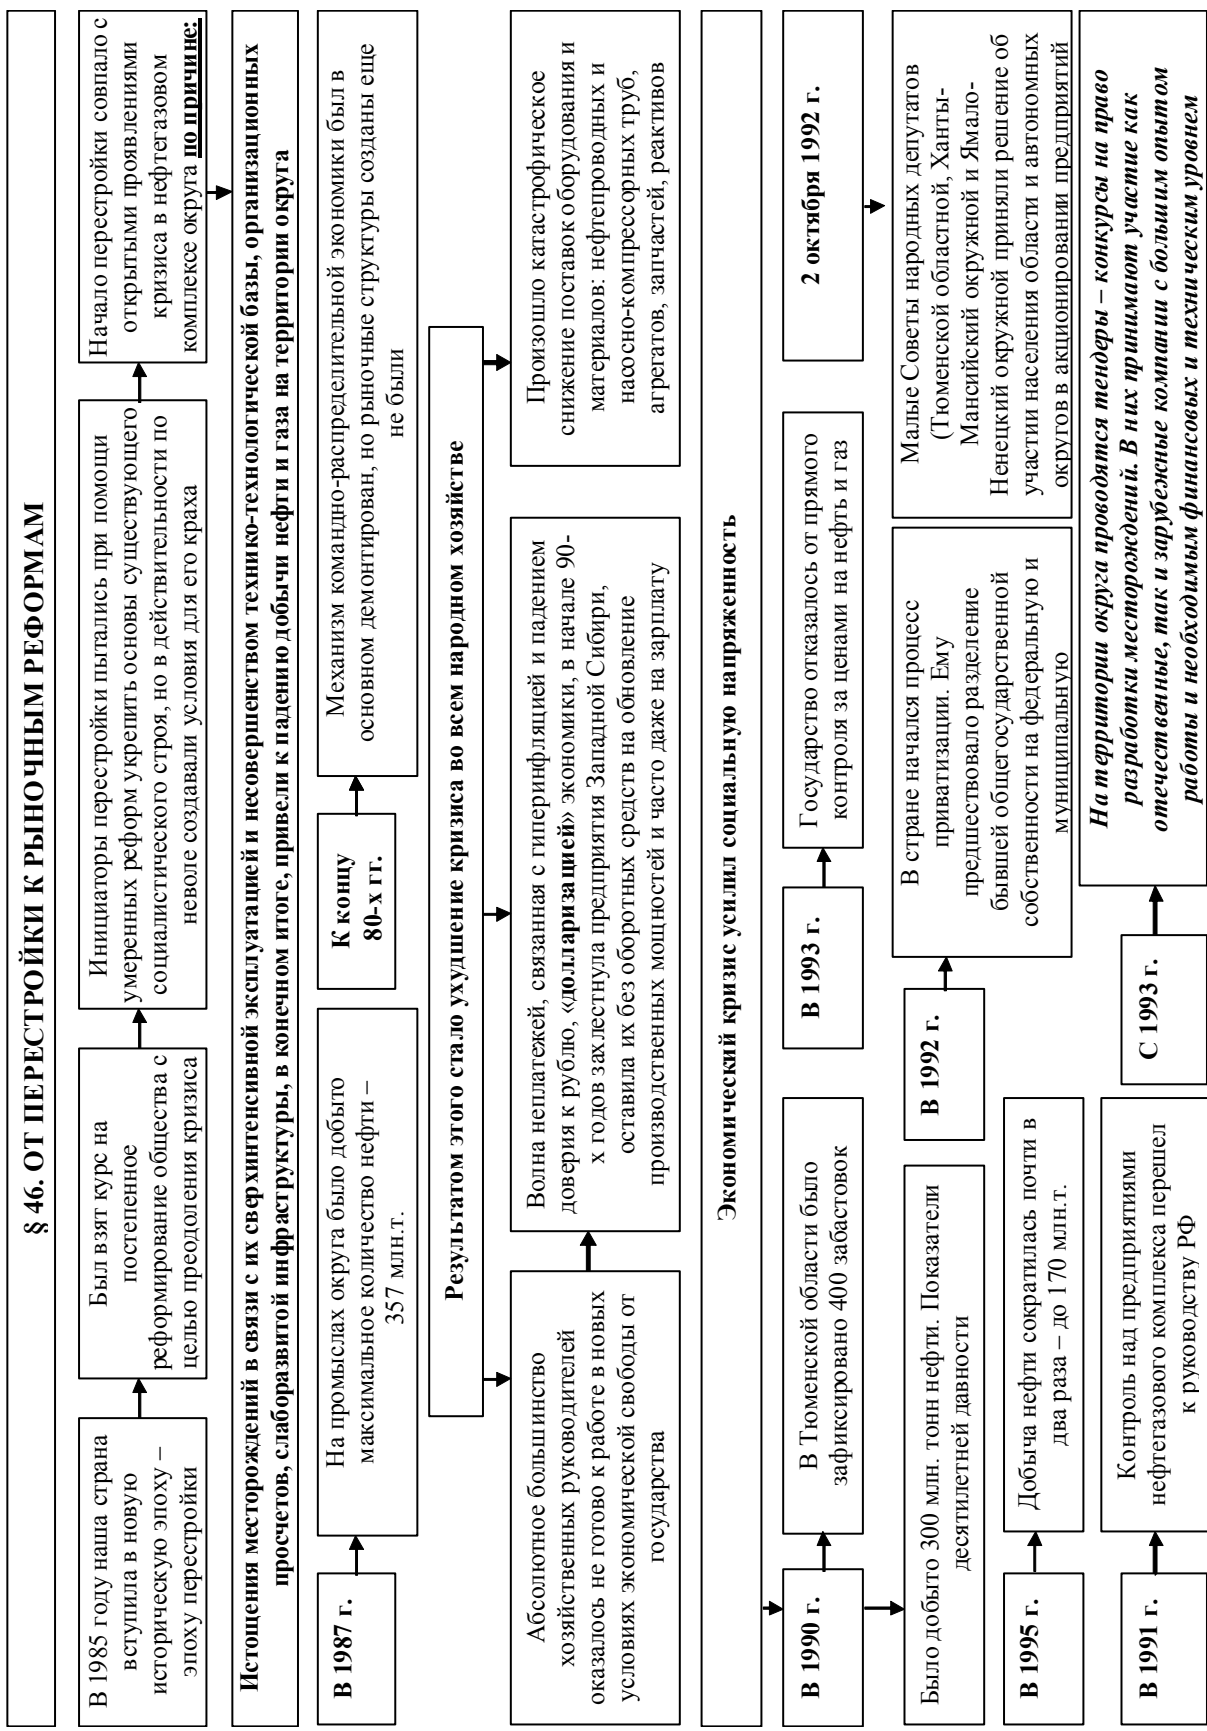 § 46. ОТ ПЕРЕСТРОЙКИ К РЫНОЧНЫМ РЕФОРМАМ
В 1985 году наша страна
вступила в новую
историческую эпоху –
эпоху перестройки
Был взят курс на
постепенное
реформирование общества с
целью преодоления кризиса
Инициаторы перестройки пытались при помощи
умеренных реформ укрепить основы существующего
социалистического строя, но в действительности по
неволе создавали условия для его краха
Начало перестройки совпало с
открытыми проявлениями
кризиса в нефтегазовом
комплексе округа по причине:
Истощения месторождений в связи с их сверхинтенсивной эксплуатацией и несовершенством технико-технологической базы, организационных
просчетов, слаборазвитой инфраструктуры, в конечном итоге, привели к падению добычи нефти и газа на территории округа
В 1987 г.
На промыслах округа было добыто
максимальное количество нефти –
357 млн.т.
К концу
80-х гг.
Механизм командно-распределительной экономики был в
основном демонтирован, но рыночные структуры созданы еще
не были
Результатом этого стало ухудшение кризиса во всем народном хозяйстве
Абсолютное большинство
хозяйственных руководителей
оказалось не готово к работе в новых
условиях экономической свободы от
государства
Волна неплатежей, связанная с гиперинфляцией и падением
доверия к рублю, «долларизацией» экономики, в начале 90-
х годов захлестнула предприятия Западной Сибири,
оставила их без оборотных средств на обновление
производственных мощностей и часто даже на зарплату
Произошло катастрофическое
снижение поставок оборудования и
материалов: нефтепроводных и
насосно-компрессорных труб,
агрегатов, запчастей, реактивов
Экономический кризис усилил социальную напряженность
В 1990 г.
В Тюменской области было
зафиксировано 400 забастовок
В 1993 г.
Государство отказалось от прямого
контроля за ценами на нефть и газ
2 октября 1992 г.
Было добыто 300 млн. тонн нефти. Показатели
десятилетней давности
В 1992 г.
В стране начался процесс
приватизации. Ему
предшествовало разделение
бывшей общегосударственной
собственности на федеральную и
муниципальную
Малые Советы народных депутатов
(Тюменской областной, Ханты-
Мансийский окружной и Ямало-
Ненецкий окружной приняли решение об
участии населения области и автономных
округов в акционировании предприятий
В 1995 г.
Добыча нефти сократилась почти в
два раза – до 170 млн.т.
В 1991 г.
Контроль над предприятиями
нефтегазового комплекса перешел
к руководству РФ
С 1993 г.
На территории округа проводятся тендеры – конкурсы на право
разработки месторождений. В них принимают участие как
отечественные, так и зарубежные компании с большим опытом
работы и необходимым финансовых и техническим уровнем